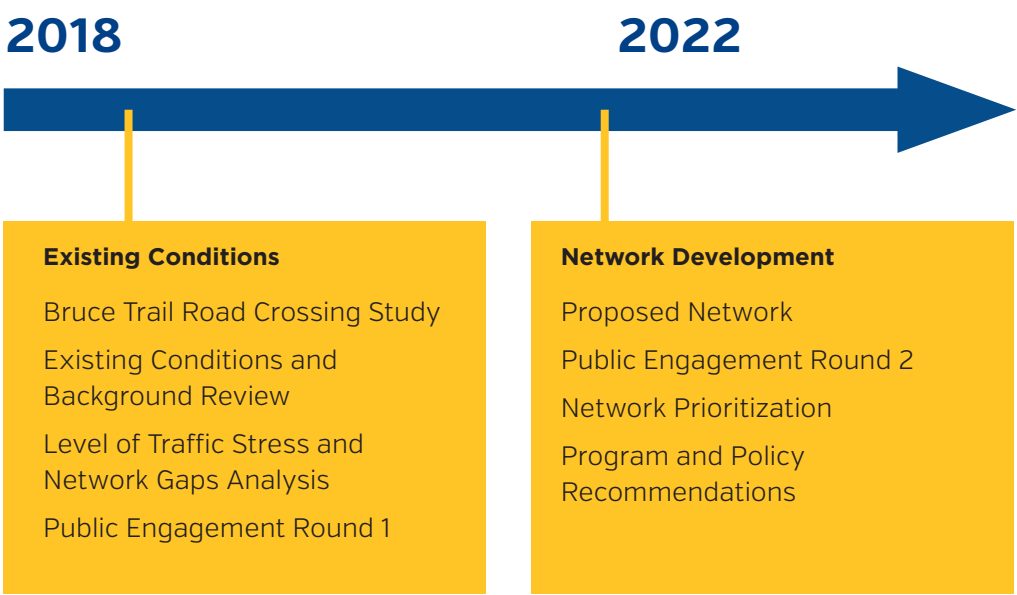 2018
2022
Existing Conditions
Bruce Trail Road Crossing Study
Existing Conditions and
Background Review
Level of Traffic Stress and
Network Gaps Analysis
Public Engagement Round 1
Network Development
Proposed Network
Public Engagement Round 2
Network Prioritization
Program and Policy
Recommendations